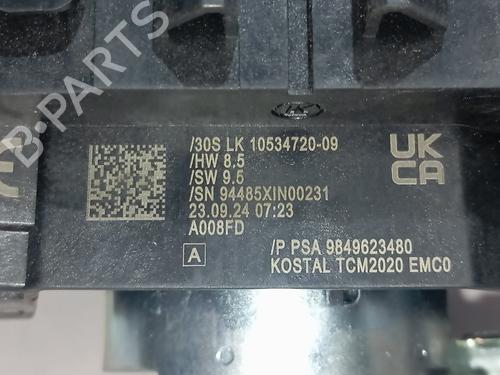 B-PARTS
/30S LK 10534720-09
/HW 8.5
/SW 9.5
/SN 94485XIN00231
23.09.24 07:23
A008FD
A
UK
CA
/P PSA 9849623480
KOSTAL TCM2020 EMC0